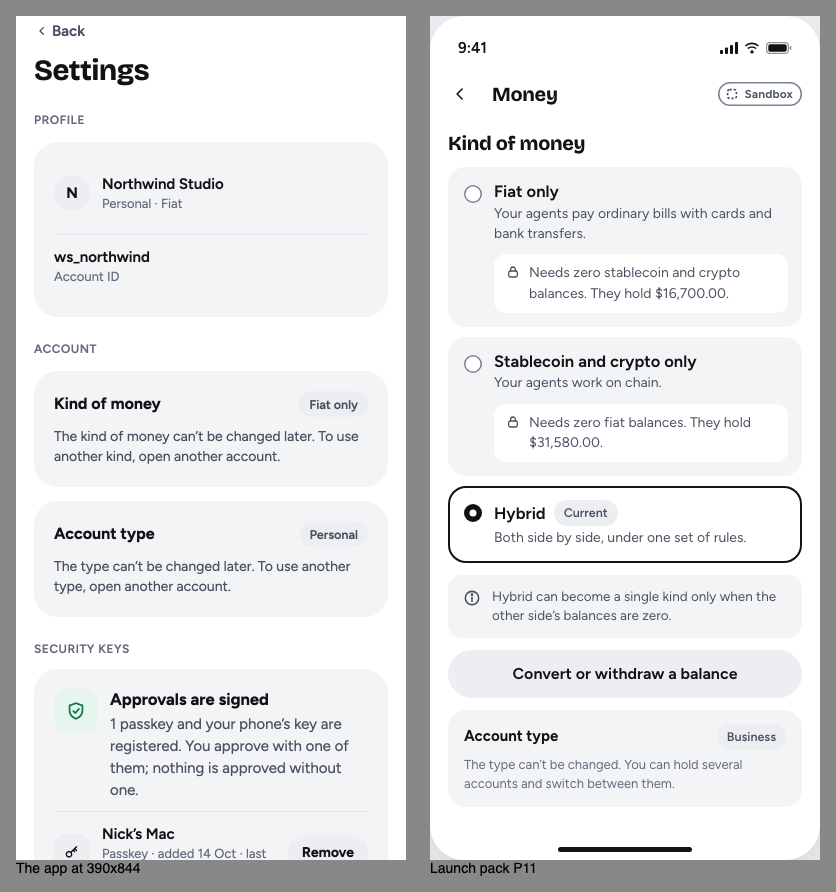 Back
Settings
PROFILE
N
Northwind Studio
Personal · Fiat
ws_northwind
Account ID
ACCOUNT
Kind of money
Fiat only
The kind of money can’t be changed later. To use
another kind, open another account.
Account type
Personal
The type can’t be changed later. To use another
type, open another account.
SECURITY KEYS
Approvals are signed
1 passkey and your phone’s key are
registered. You approve with one of
them; nothing is approved without
one.
Nick’s Mac
Passkey · added 14 Oct · last
Remove
The app at 390x844
9:41
Money
Sandbox
Kind of money
Fiat only
Your agents pay ordinary bills with cards and
bank transfers.
Needs zero stablecoin and crypto
balances. They hold $16,700.00.
Stablecoin and crypto only
Your agents work on chain.
Needs zero fiat balances. They hold
$31,580.00.
Hybrid
Current
Both side by side, under one set of rules.
Hybrid can become a single kind only when the
other side’s balances are zero.
Convert or withdraw a balance
Account type
Business
The type can’t be changed. You can hold several
accounts and switch between them.
Launch pack P11